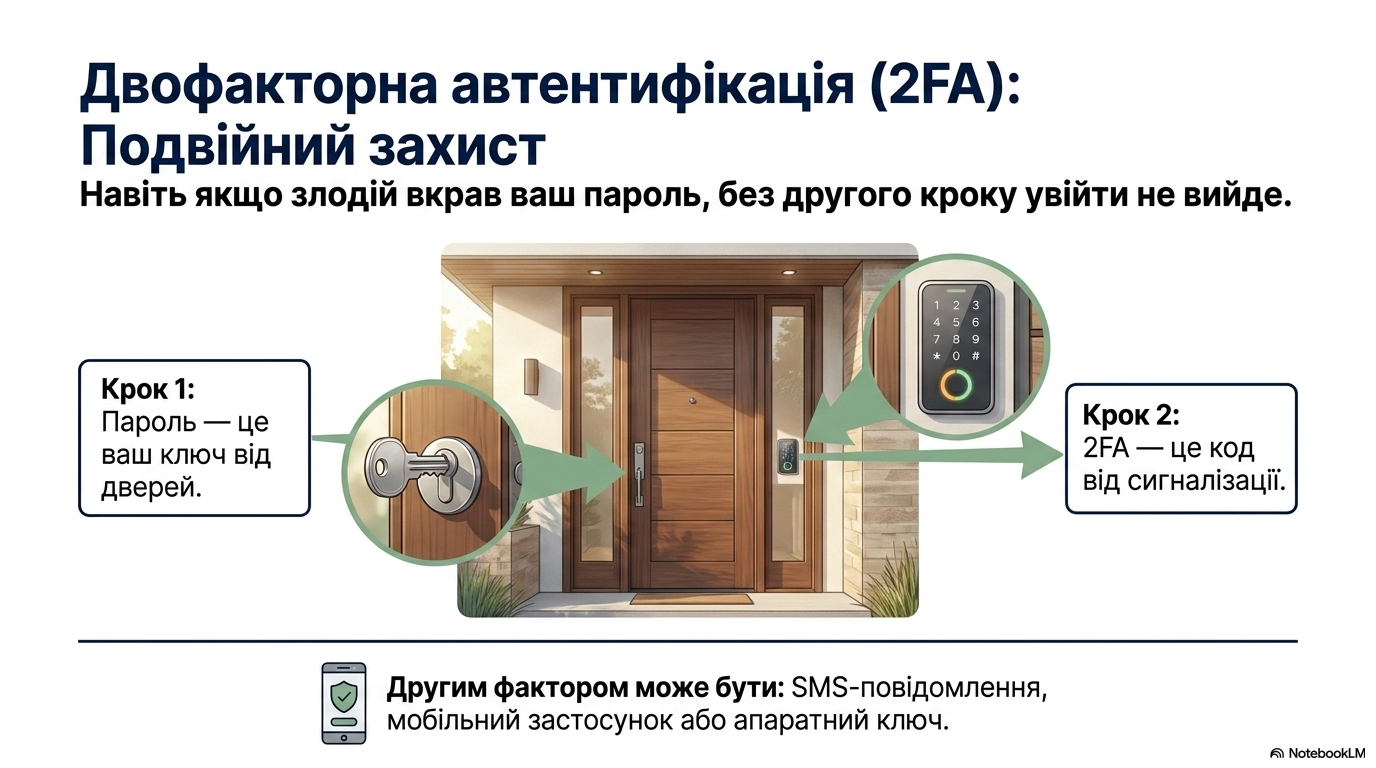 Двофакторна автентифікація (2FA):
Подвійний захист
Навіть якщо злодій вкрав ваш пароль, без другого кроку увійти не вийде.
Крок 1:
Пароль — це
ваш ключ від
дверей.
1 2 3
4 5 6
7 8 9
* 0 #
Крок 2:
2FA — це код
від сигналізації.
Другим фактором може бути: SMS-повідомлення,
мобільний застосунок або апаратний ключ.
NotebookLM